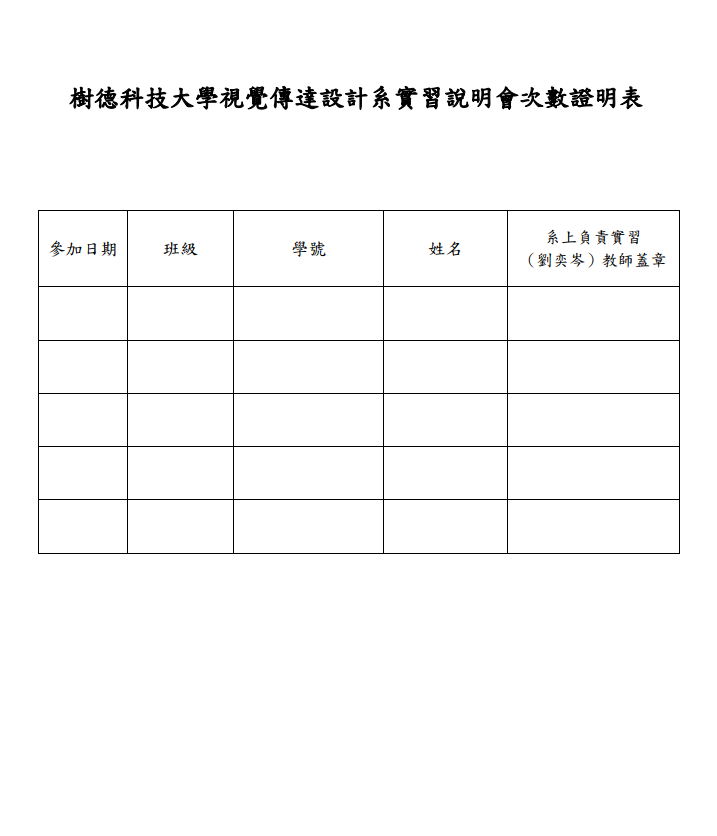 樹德科技大學視覺傳達設計系實習說明會次數證明表
參加日期
班級
學號
姓名
系上負責實習
（劉奕岑）教師蓋章